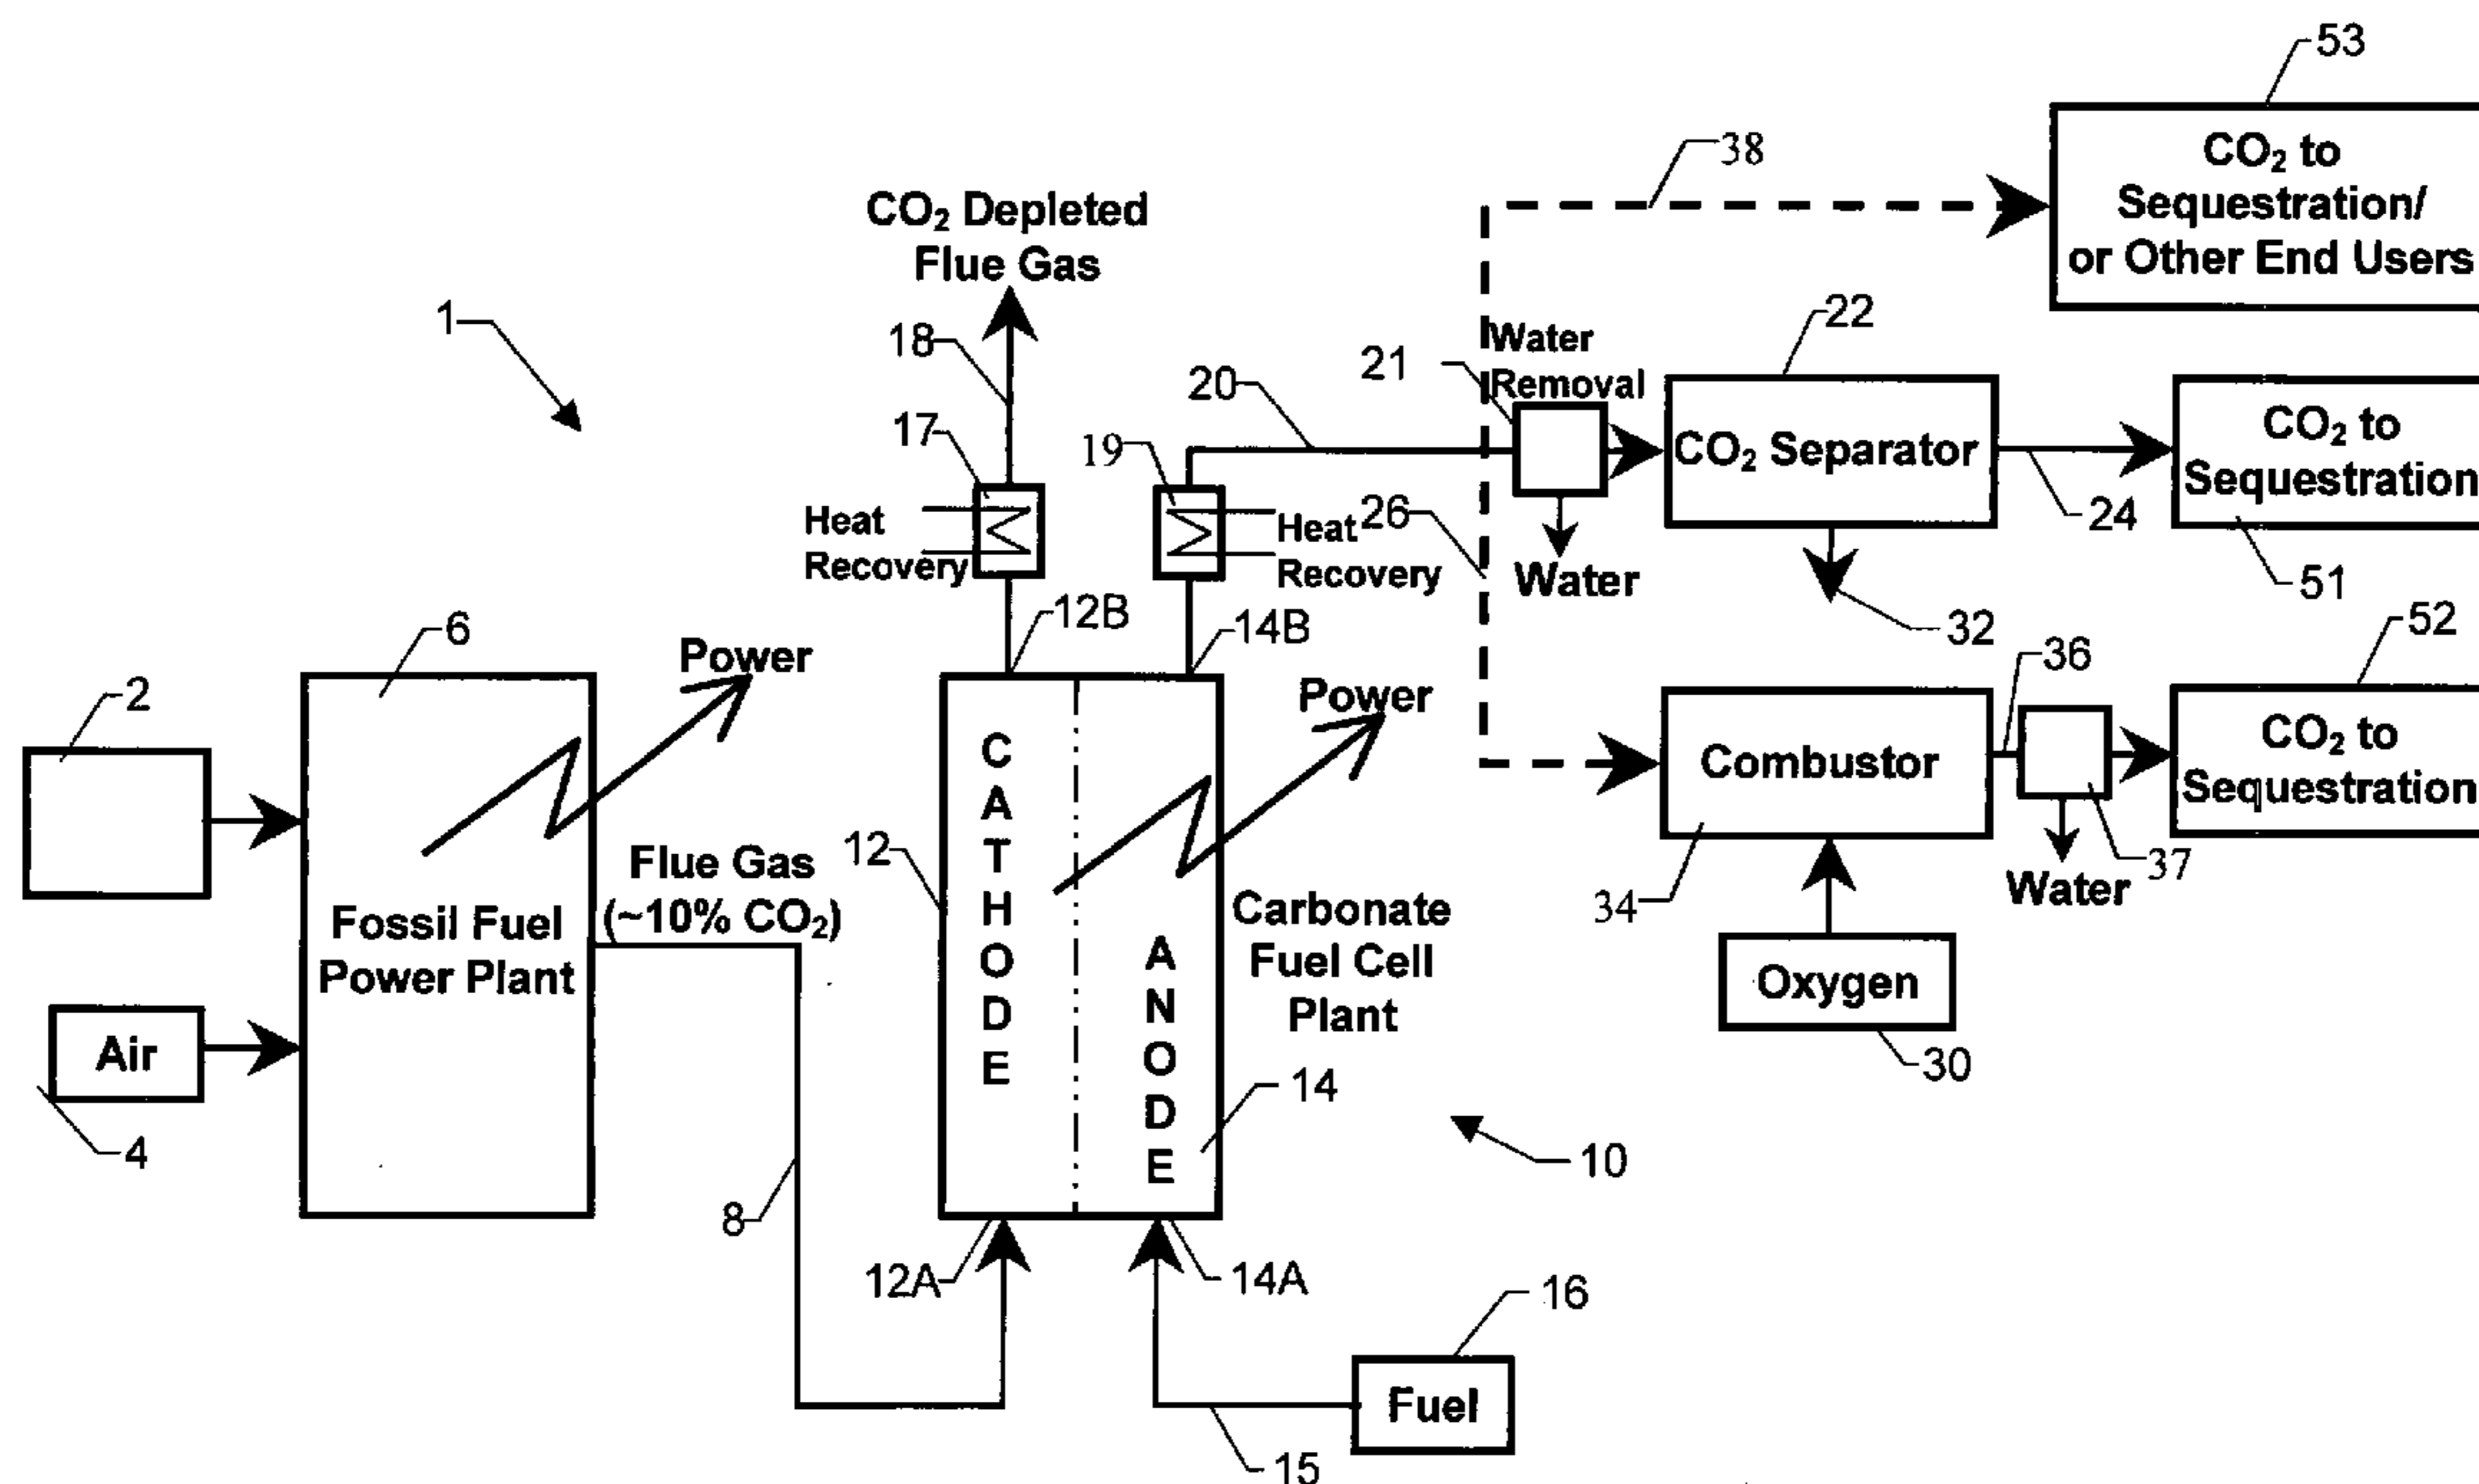 53
CO₂ to
Sequestration/
or Other End Users
38
CO₂ Depleted
Flue Gas
1
18
22
21
Water
Removal
20
17
19
CO₂ Separator
CO₂ to
Sequestration
24
51
Heat
Recovery
Heat
Recovery
26
Water
32
12B
14B
6
Power
Power
2
36
52
Combustor
CO₂ to
Sequestration
37
Water
34
Oxygen
30
Flue Gas
(~10% CO₂)
12
CATHODE
ANODE
Carbonate
Fuel Cell
Plant
Fossil Fuel
Power Plant
Air
4
14
10
8
12A
14A
16
Fuel
15